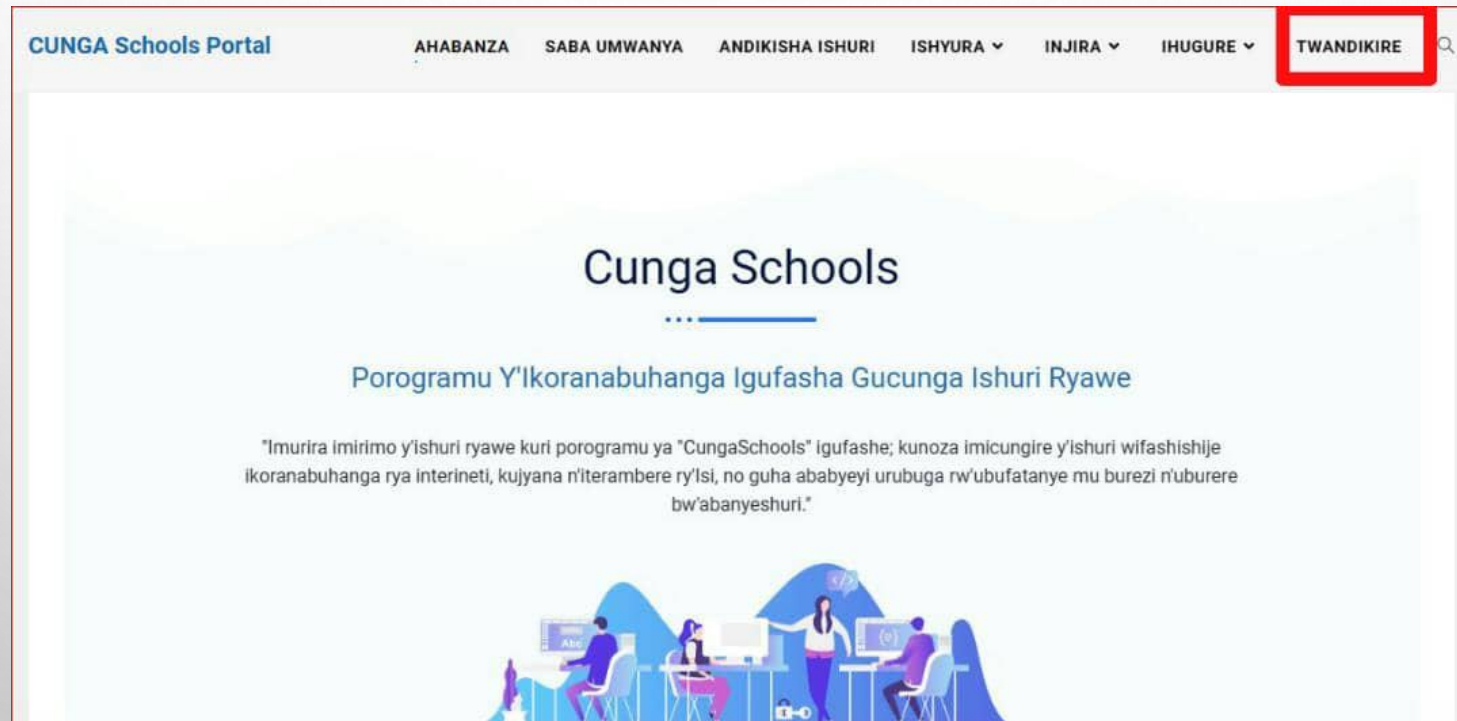 CUNGA Schools Portal
AHABANZA SABA UMWANYA ANDIKISHA ISHURI ISHYURA INJIRA IHUGURE TWANDIKIRE
Cunga Schools
Porogramu Y'Ikoranabuhanga Igufasha Gucunga Ishuri Ryawe
"Imurira imirimo y'ishuri ryawe kuri porogramu ya "CungaSchools" igufashe; kunoza imicungire y'ishuri wifashishije
ikoranabuhanga rya interineti, kujyana n'iterambere ry'Isi, no guha ababyeyi urubuga rw'ubufatanye mu burezi n'uburere
bw'abanyeshuri."
Abc